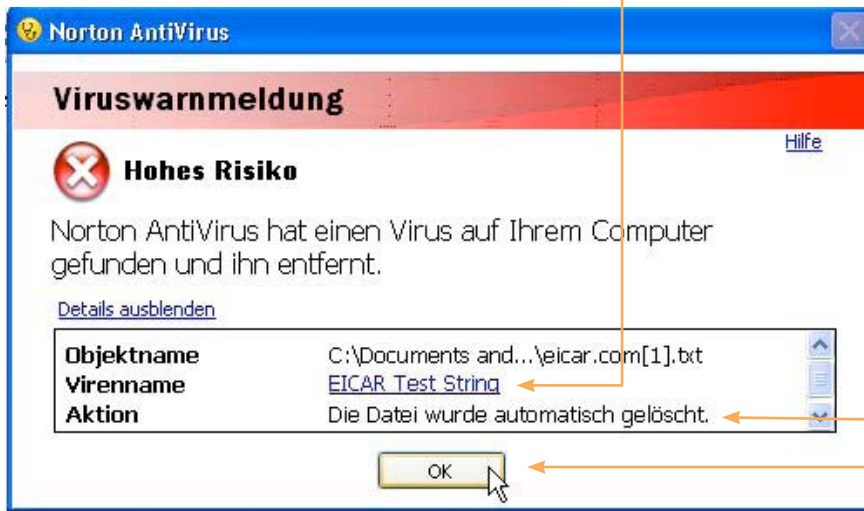 Norton AntiVirus
Viruswarnmeldung
Hilfe
Hohes Risiko
Norton AntiVirus hat einen Virus auf Ihrem Computer
gefunden und ihn entfernt.
Details ausblenden
Objektname C:\Documents and...\eicar.com[1].txt
Virenname EICAR Test String
Aktion Die Datei wurde automatisch gelöscht.
OK